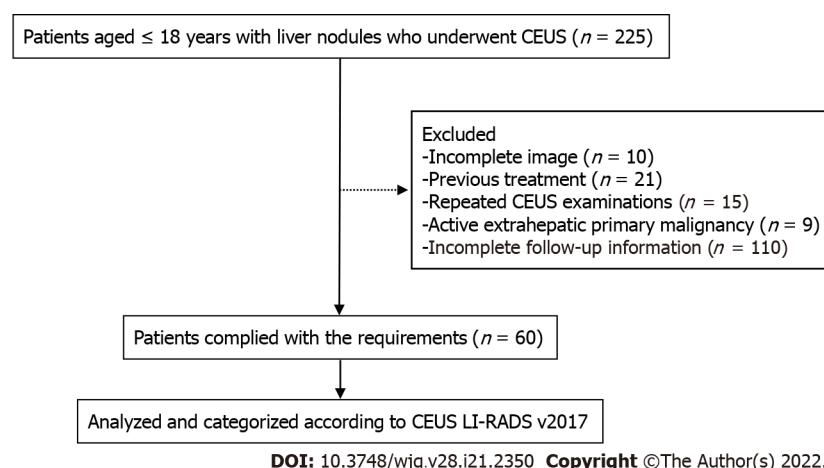 Patients aged ≤ 18 years with liver nodules who underwent CEUS (n = 225)
Excluded
-Incomplete image (n = 10)
-Previous treatment (n = 21)
-Repeated CEUS examinations (n = 15)
-Active extrahepatic primary malignancy (n = 9)
-Incomplete follow-up information (n = 110)
Patients complied with the requirements (n = 60)
Analyzed and categorized according to CEUS LI-RADS v2017
DOI: 10.3748/wjg.v28.i21.2350 Copyright ©The Author(s) 2022.